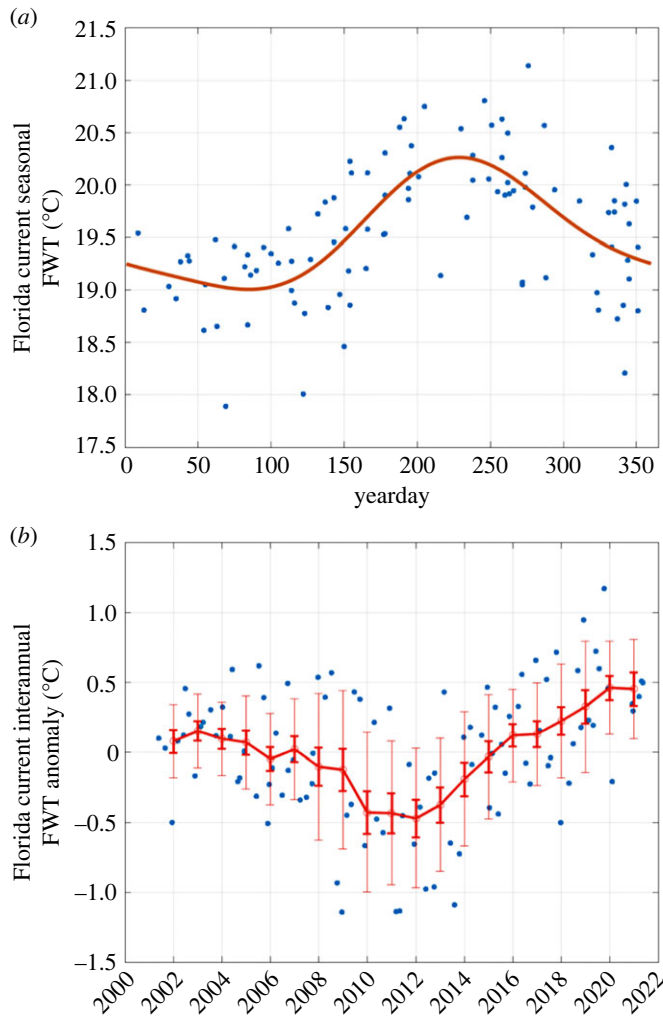 (a)
21.5
21.0
20.5
20.0
19.5
19.0
18.5
18.0
17.5
Florida current seasonal
FWT (°C)
0 50 100 150 200 250 300 350
yearday
(b)
1.5
1.0
0.5
0
−0.5
−1.0
−1.5
Florida current interannual
FWT anomaly (°C)
2000 2002 2004 2006 2008 2010 2012 2014 2016 2018 2020 2022